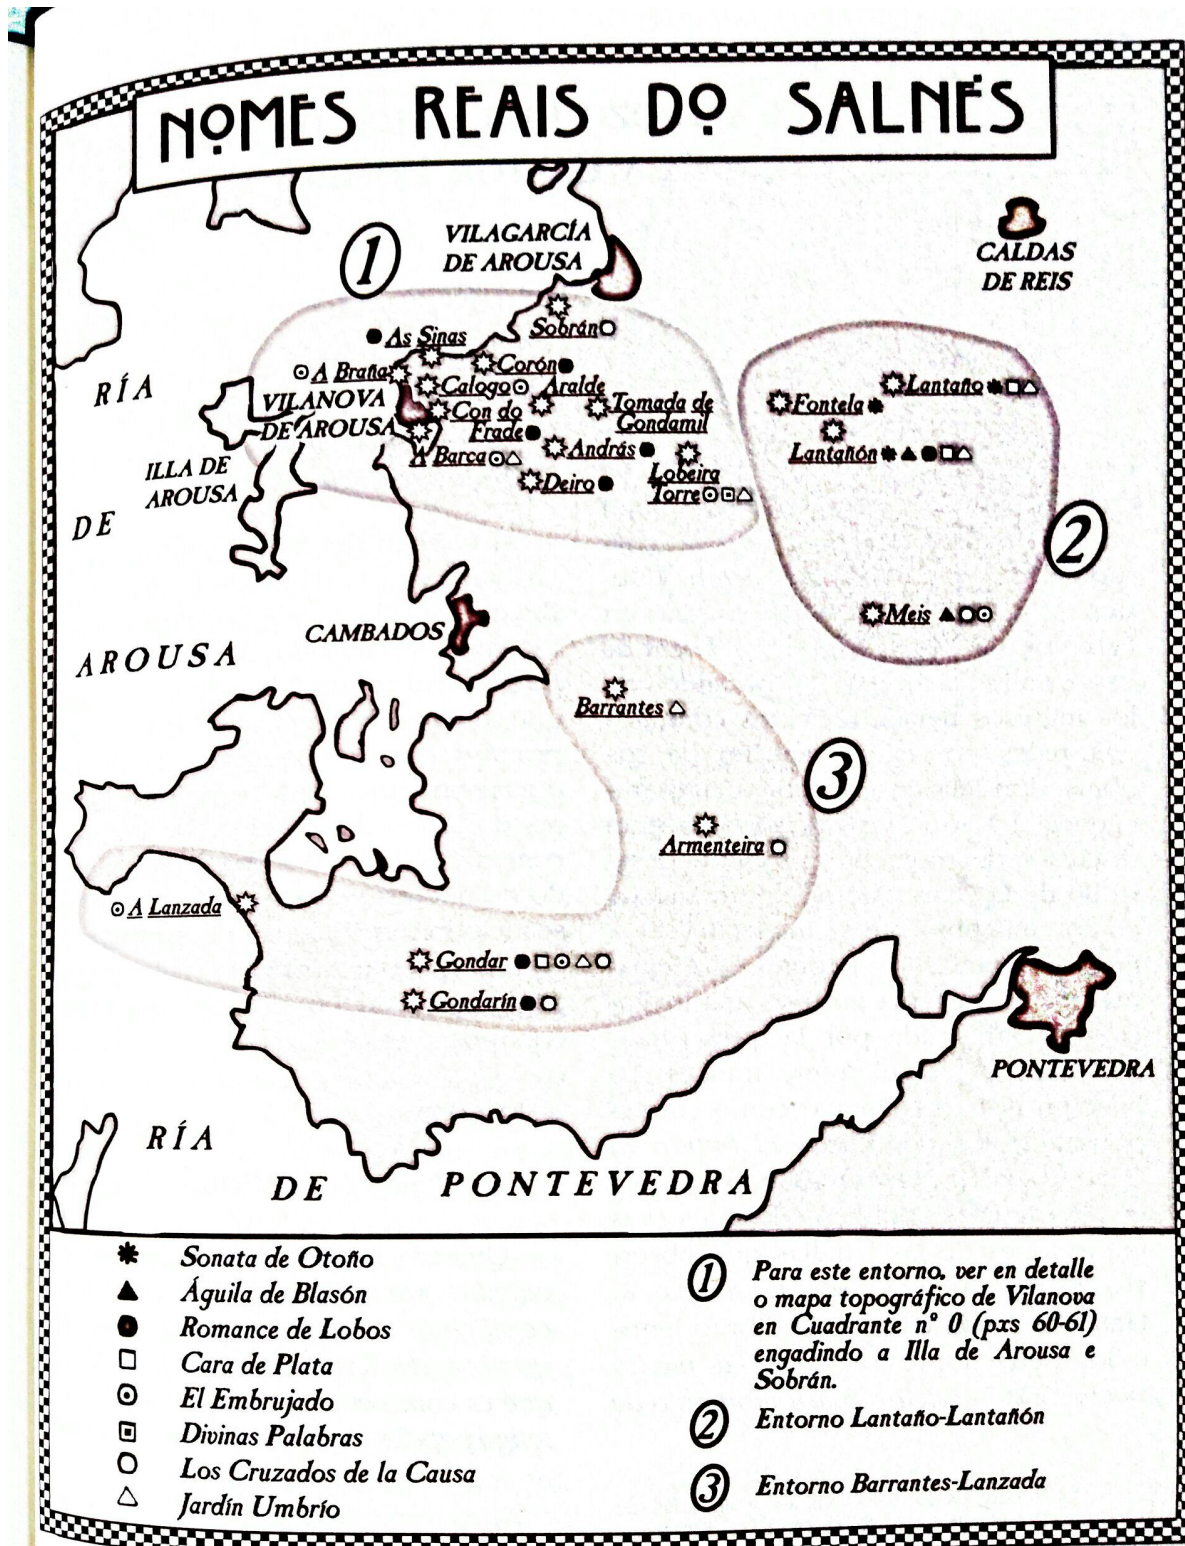 NOMES REAIS DO SALNÉS
1
VILAGARCÍA
DE AROUSA
CALDAS
DE REIS
Sobrán
As Sinas
Corón
A Braña
Calogo
Aralde
VILANOVA
DE AROUSA
Con do
Frade
Tomada de
Gondamil
Barca
András
Lobeira
Torre
Deiro
Lantaño
Fontela
Lantañón
RÍA
ILLA DE
AROUSA
DE
2
Meis
CAMBADOS
AROUSA
Barrantes
3
Armenteira
A Lanzada
Gondar
Gondarín
PONTEVEDRA
RÍA
DE PONTEVEDRA
Sonata de Otoño
Águila de Blasón
Romance de Lobos
Cara de Plata
El Embrujado
Divinas Palabras
Los Cruzados de la Causa
Jardín Umbrío
1 Para este entorno, ver en detalle
o mapa topográfico de Vilanova
en Cuadrante nº 0 (pxs 60-61)
engadindo a Illa de Arousa e
Sobrán.
2 Entorno Lantaño-Lantañón
3 Entorno Barrantes-Lanzada